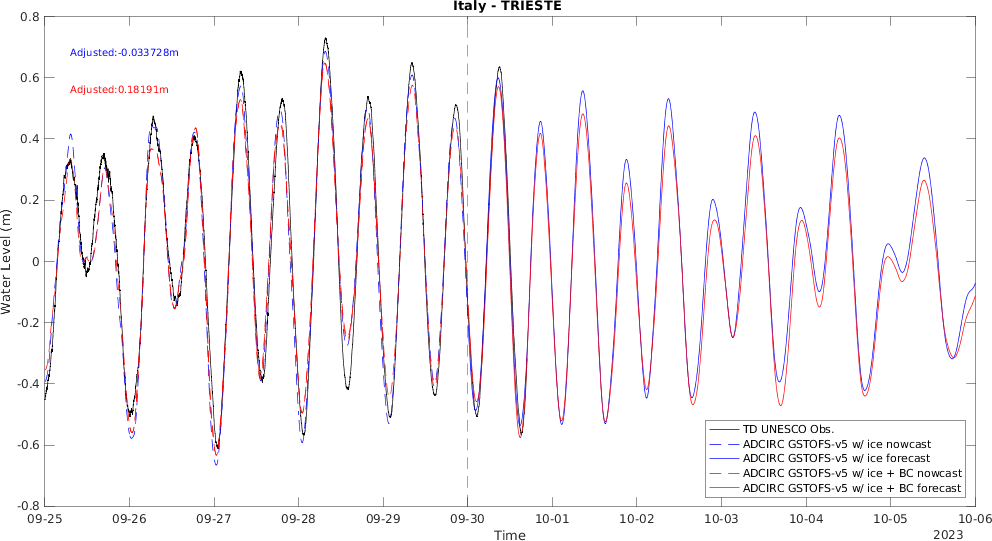 Italy - TRIESTE
Adjusted:-0.033728m
Adjusted:0.18191m
Water Level (m)
0.8
0.6
0.4
0.2
0
-0.2
-0.4
-0.6
-0.8
TD UNESCO Obs.
ADCIRC GSTOFS-v5 w/ ice nowcast
ADCIRC GSTOFS-v5 w/ ice forecast
ADCIRC GSTOFS-v5 w/ ice + BC nowcast
ADCIRC GSTOFS-v5 w/ ice + BC forecast
09-25 09-26 09-27 09-28 09-29 09-30 10-01 10-02 10-03 10-04 10-05 10-06
Time
2023